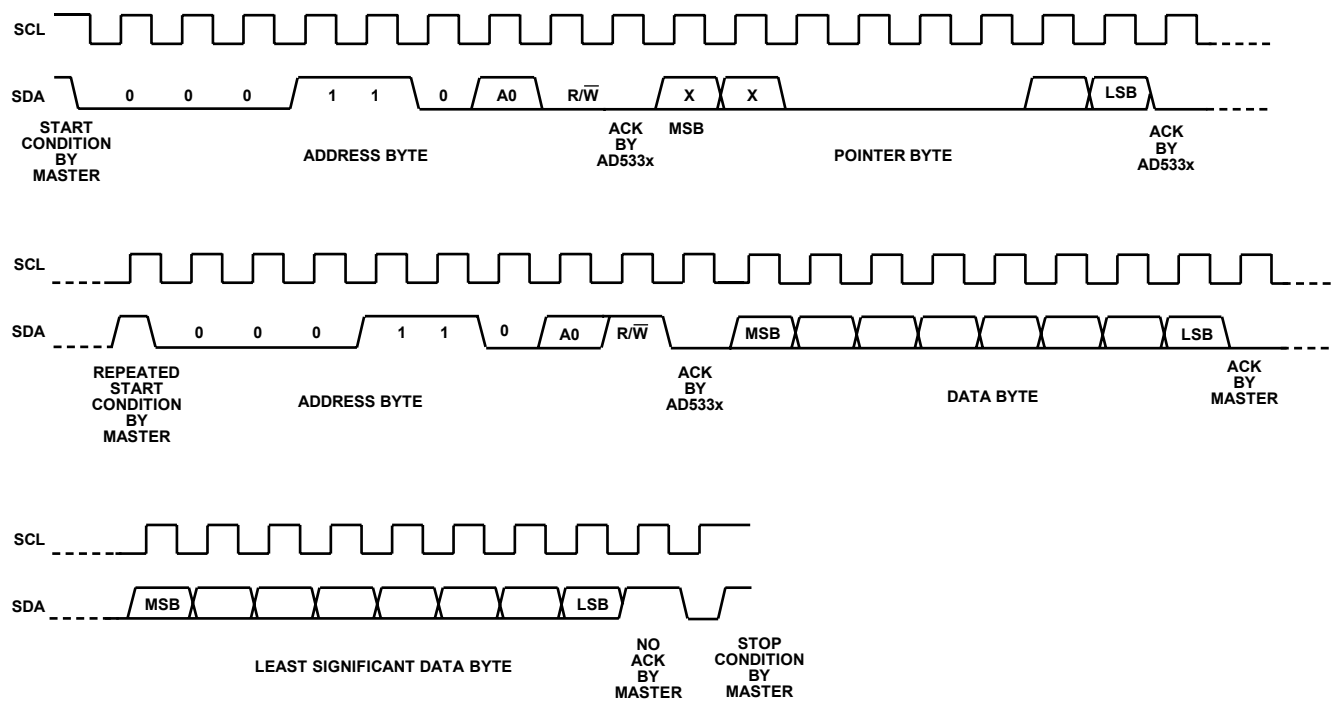 SCL
SDA
0 0 0 1 1 0 A0 R/W̅ X X LSB
START
CONDITION
BY
MASTER
ADDRESS BYTE
ACK
BY
AD533x
MSB
POINTER BYTE
ACK
BY
AD533x
SCL
SDA
0 0 0 1 1 0 A0 R/W̅ MSB LSB
REPEATED
START
CONDITION
BY
MASTER
ADDRESS BYTE
ACK
BY
AD533x
DATA BYTE
ACK
BY
MASTER
SCL
SDA
MSB LSB
LEAST SIGNIFICANT DATA BYTE
NO
ACK
BY
MASTER
STOP
CONDITION
BY
MASTER